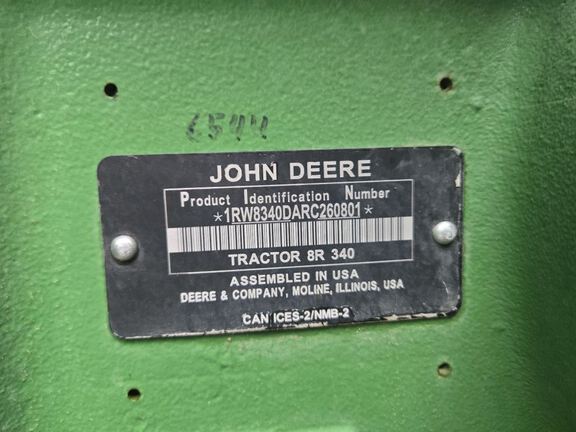 6544
JOHN DEERE
Product Identification Number
*1RW8340DARC260801*
TRACTOR 8R 340
ASSEMBLED IN USA
DEERE & COMPANY, MOLINE, ILLINOIS, USA
CAN ICES-2/NMB-2